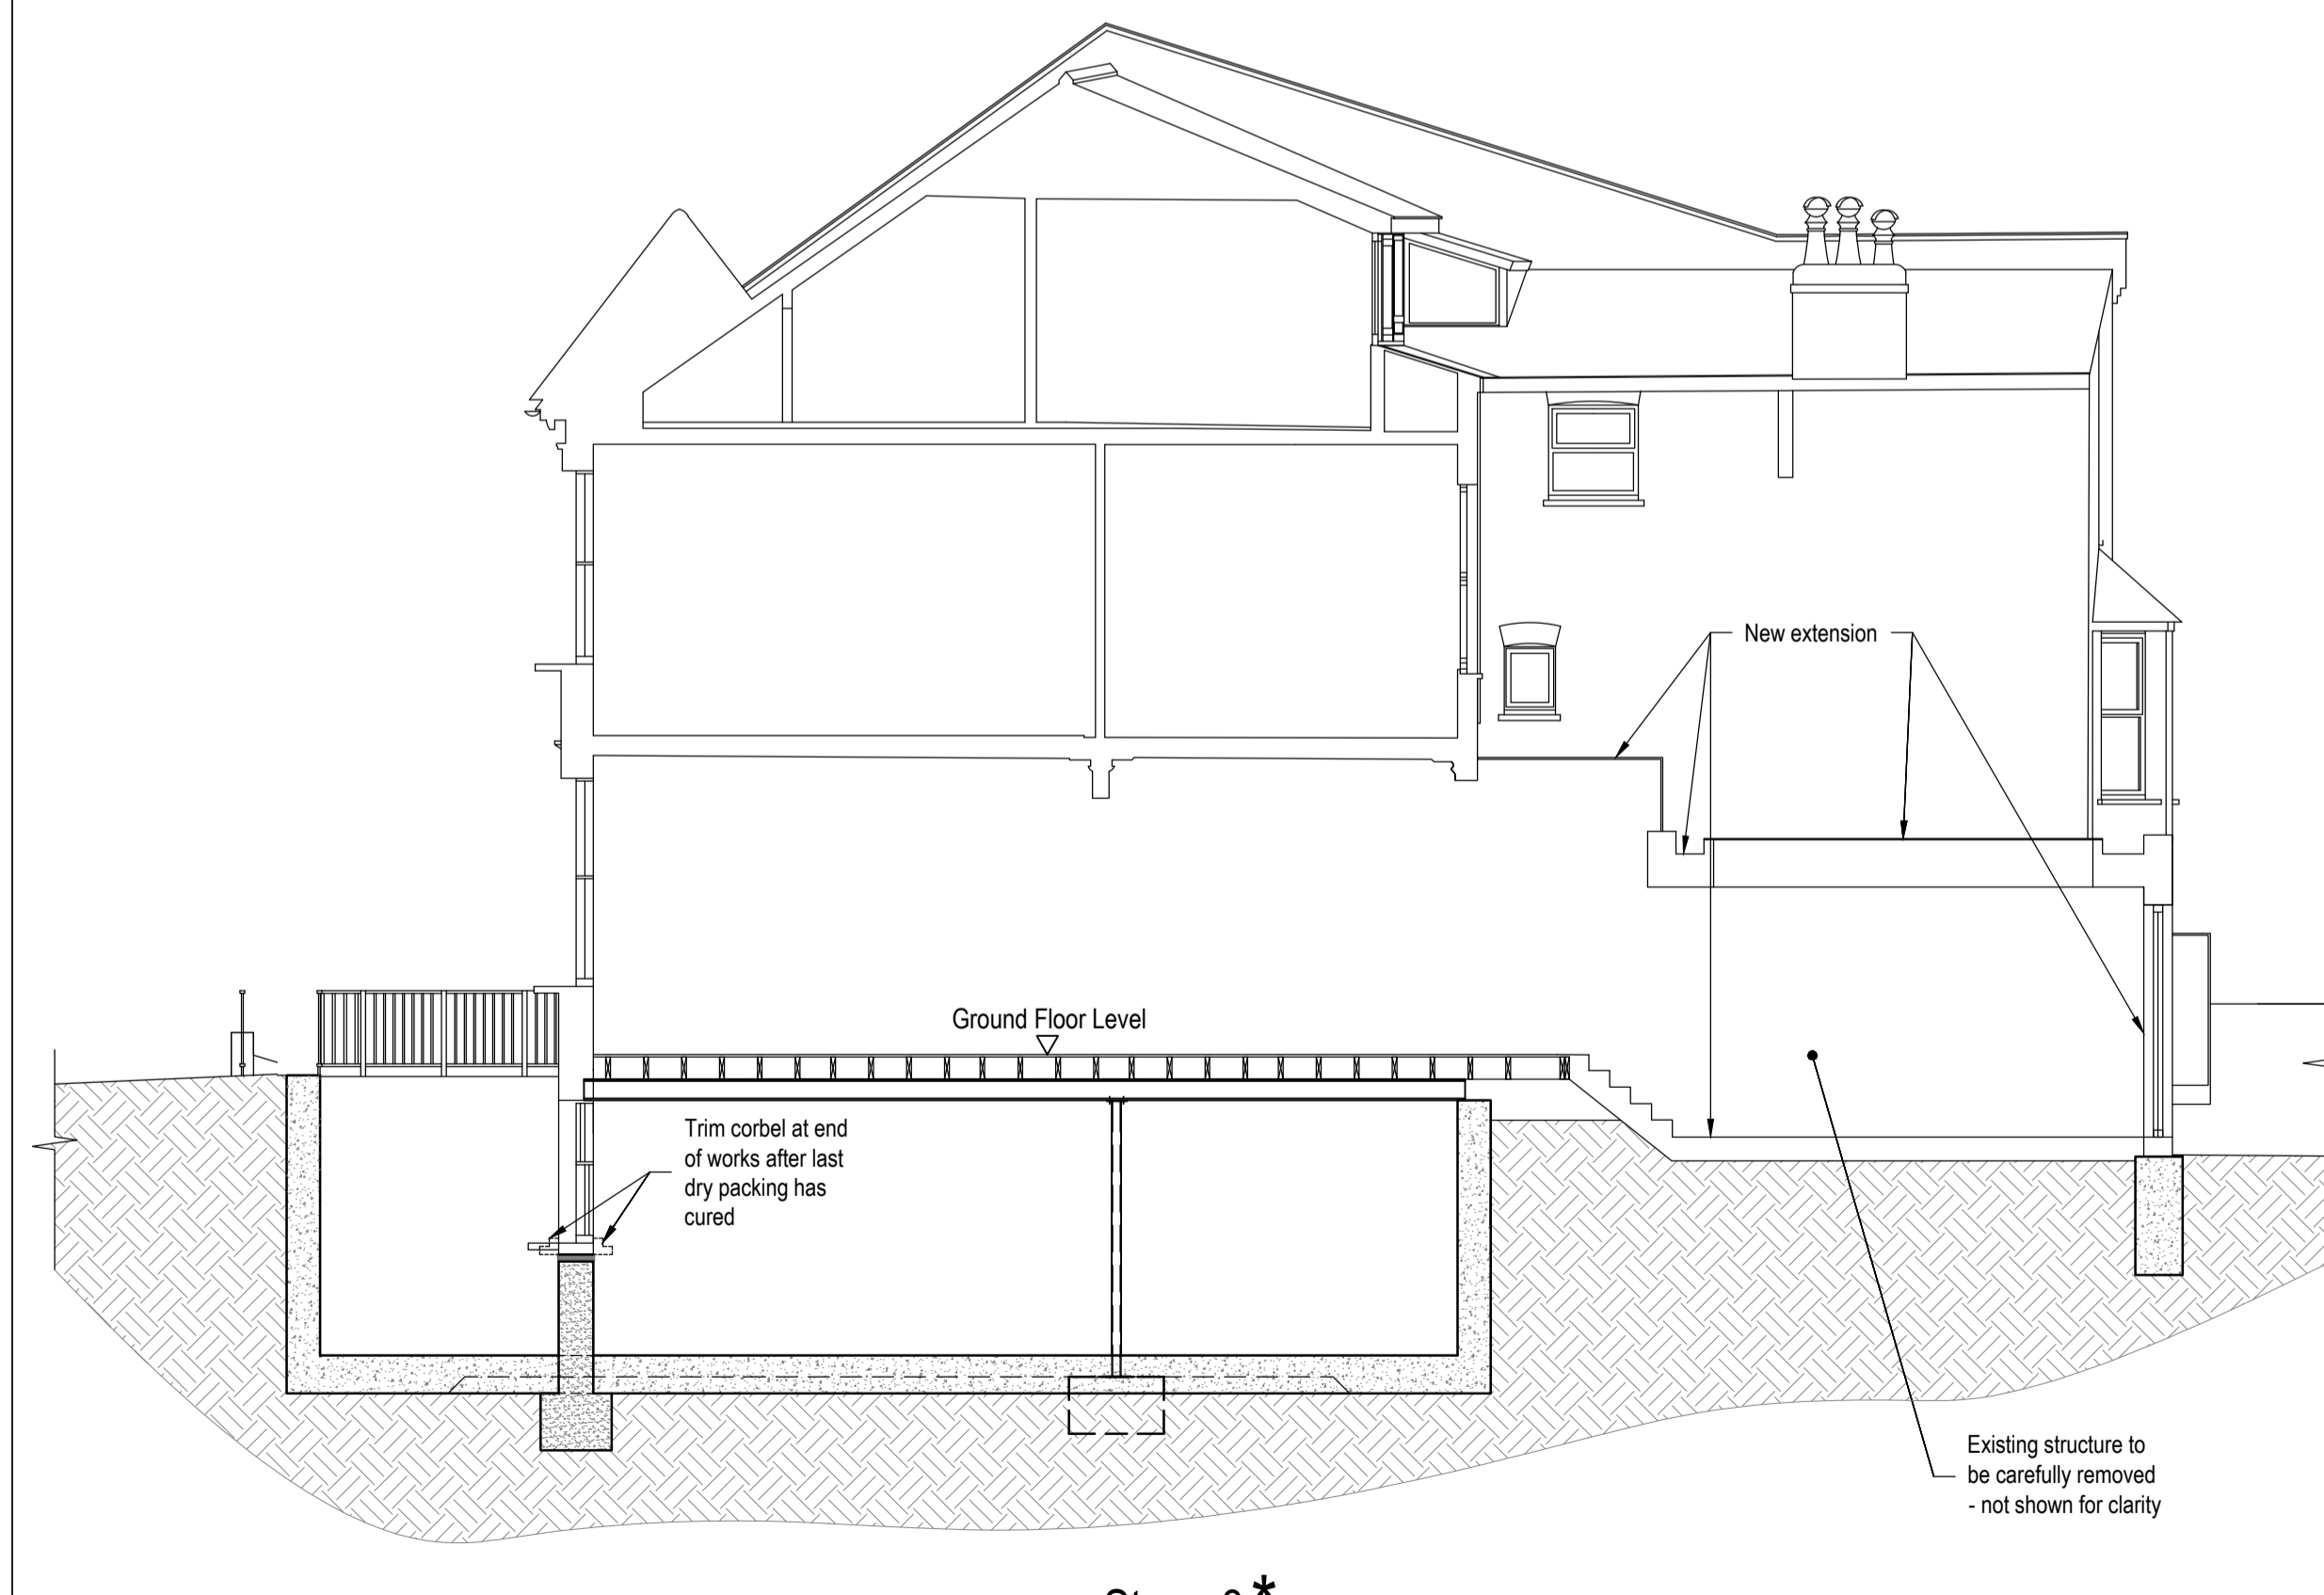 New extension
Ground Floor Level
Trim corbel at end
of works after last
dry packing has
cured
Existing structure to
be carefully removed
- not shown for clarity